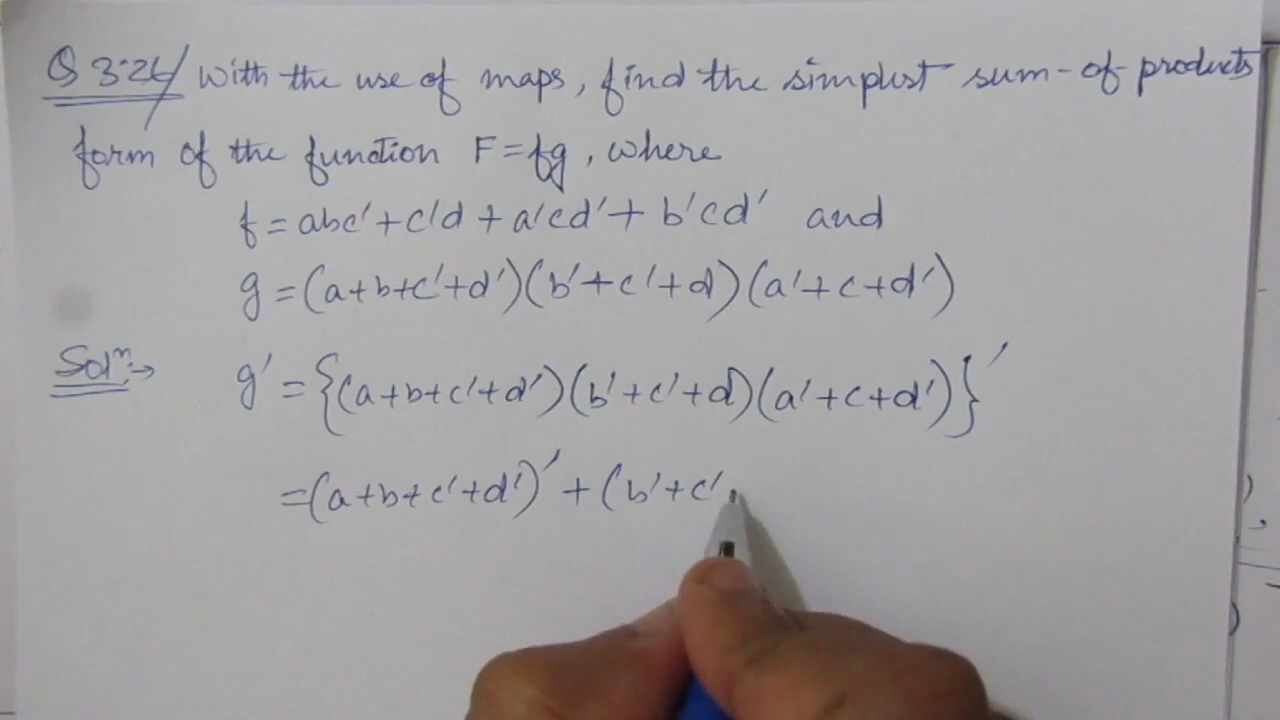 Q 3.24/ With the use of maps, find the simplest sum-of-products
form of the function F=fg, where
f = abc' + c'd + a'cd' + b'cd' and
g = (a+b+c'+d')(b'+c'+d)(a'+c+d')
Solⁿ:→ g' = {(a+b+c'+d')(b'+c'+d)(a'+c+d')}'
=(a+b+c'+d')' + (b'+c'